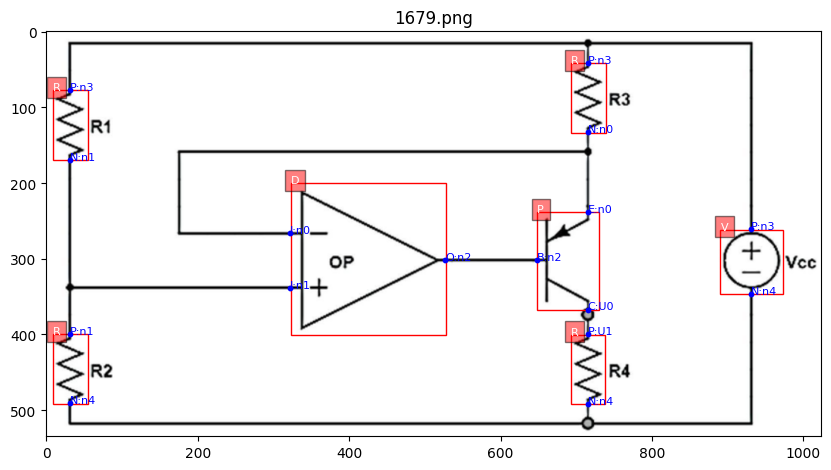 1679.png
0
100
200
300
400
500
0
200
400
600
800
1000
R
P:n3
R1
N:n1
R
P:n3
R3
N:n0
D
:n0
:n1
OP
O:n2
P
E:n0
B:n2
C:U0
V
P:n3
Vcc
N:n4
R
P:n1
R2
N:n4
R
P:U1
R4
N:n4